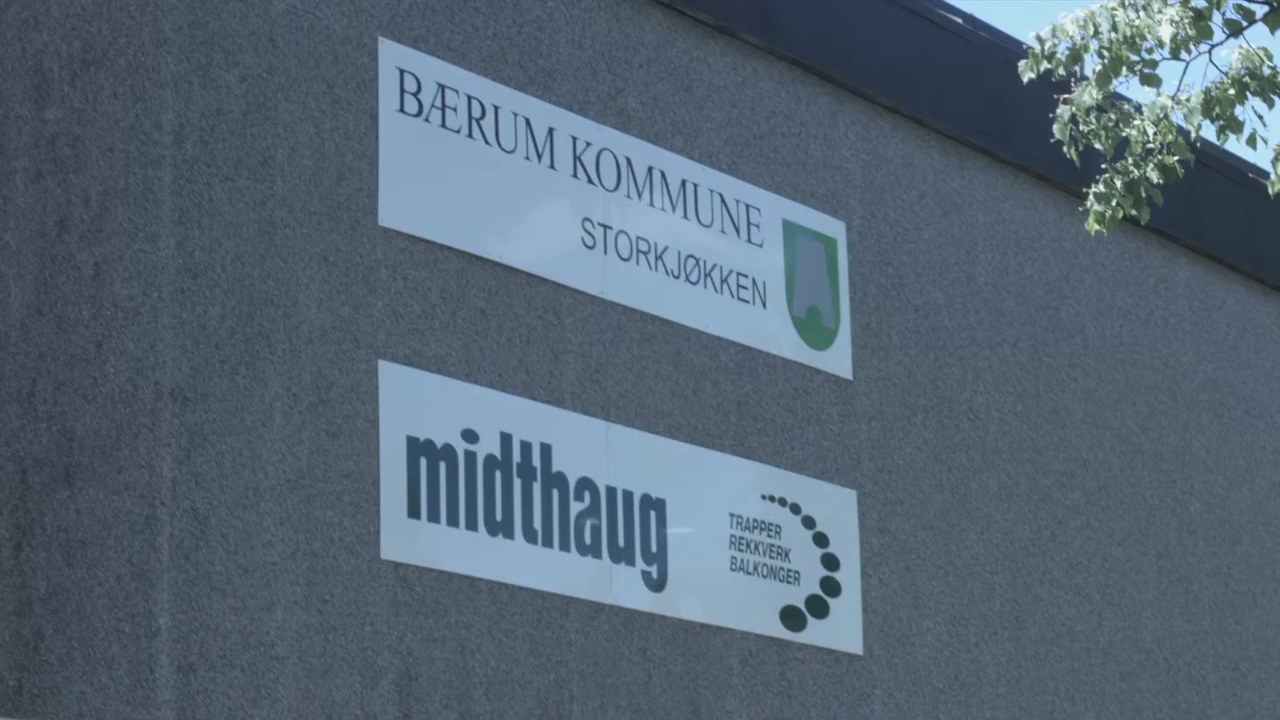 BÆRUM KOMMUNE
STORKJØKKEN
midthaug
TRAPPER
REKKVERK
BALKONGER